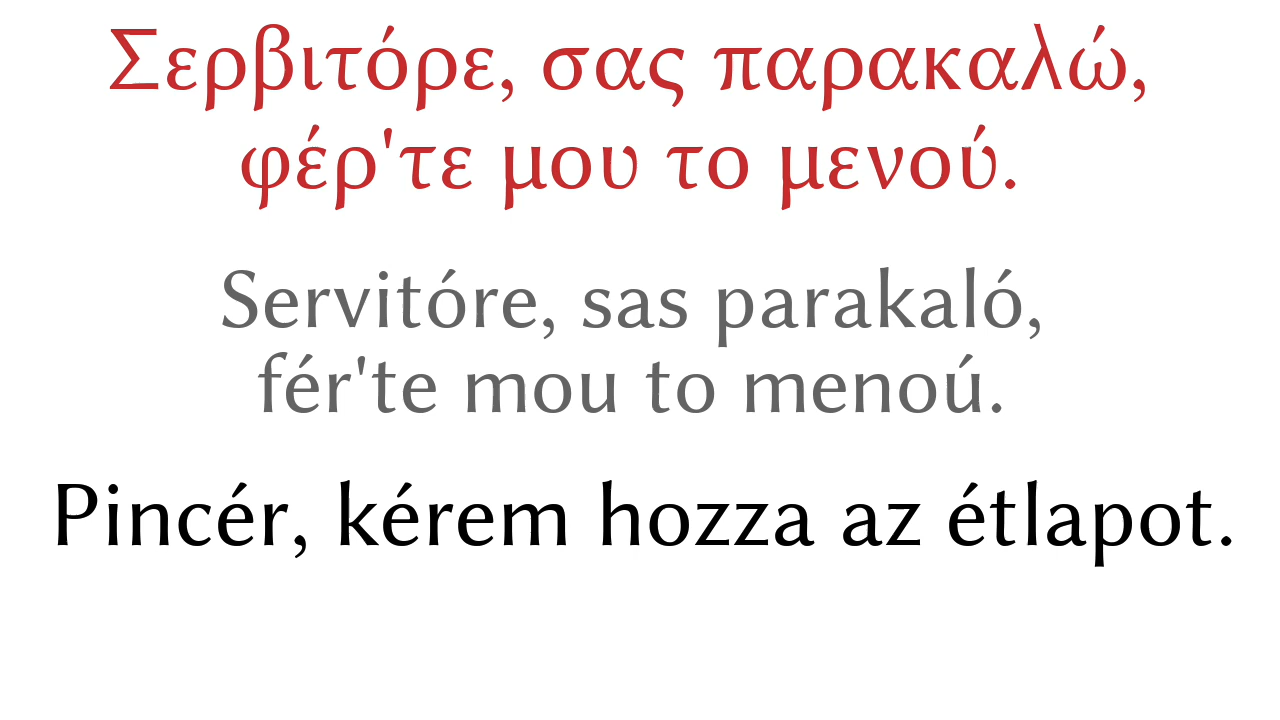 Σερβιτόρε, σας παρακαλώ,
φέρ'τε μου το μενού.
Servitóre, sas parakaló,
fér'te mou to menoú.
Pincér, kérem hozza az étlapot.